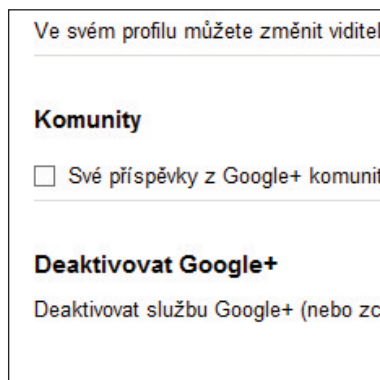 Ve svém profilu můžete změnit viditel
Komunity
Své příspěvky z Google+ komunit
Deaktivovat Google+
Deaktivovat službu Google+ (nebo zc